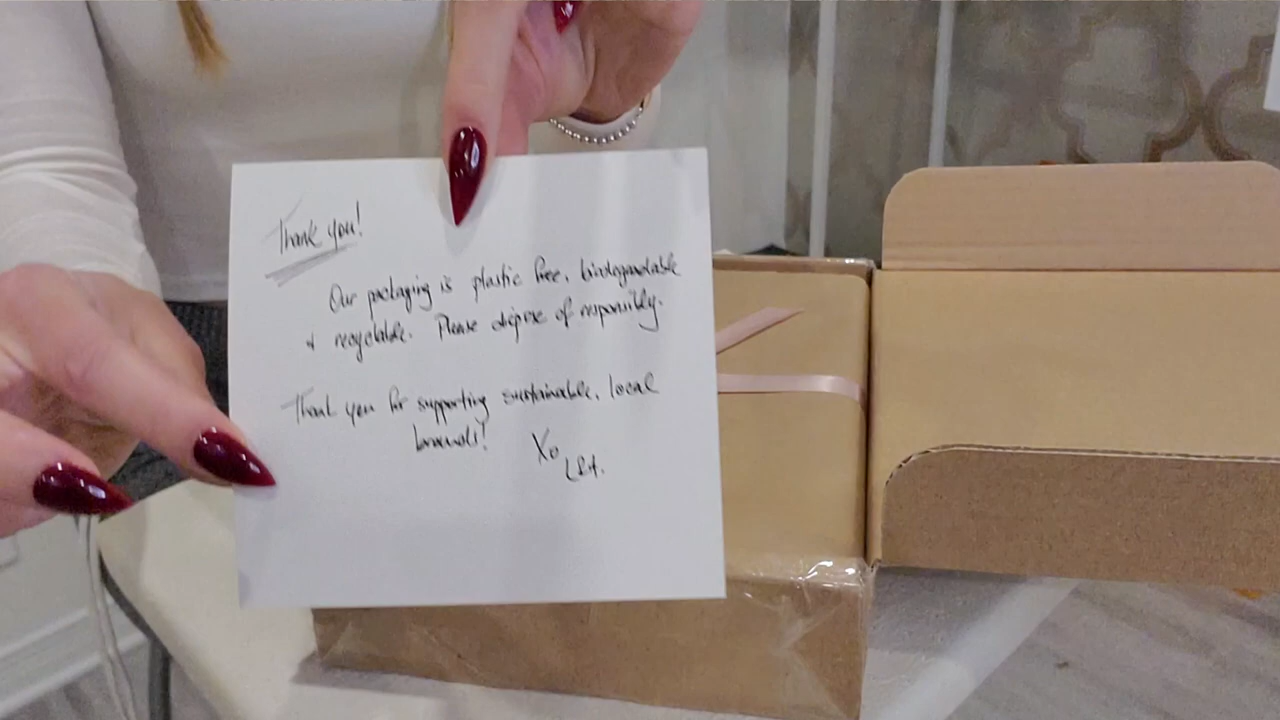 Thank you!
Our packaging is plastic free, biodegradable
+ recyclable. Please dispose of responsibly.
Thank you for supporting sustainable, local
brands!
Xo
L&A.